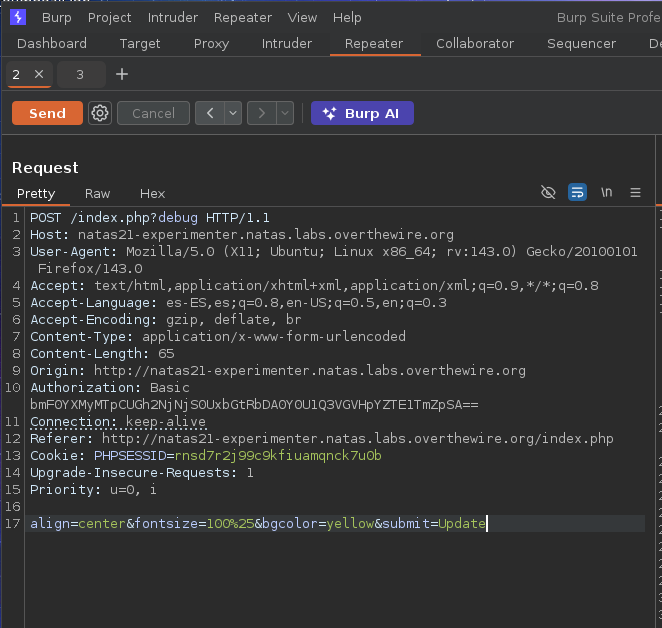 Burp Project Intruder Repeater View Help Burp Suite Profe
Dashboard Target Proxy Intruder Repeater Collaborator Sequencer De
2 × 3 +
Send Cancel < > Burp AI
Request
Pretty Raw Hex \n
1 POST /index.php?debug HTTP/1.1
2 Host: natas21-experimenter.natas.labs.overthewire.org
3 User-Agent: Mozilla/5.0 (X11; Ubuntu; Linux x86_64; rv:143.0) Gecko/20100101
Firefox/143.0
4 Accept: text/html,application/xhtml+xml,application/xml;q=0.9,*/*;q=0.8
5 Accept-Language: es-ES,es;q=0.8,en-US;q=0.5,en;q=0.3
6 Accept-Encoding: gzip, deflate, br
7 Content-Type: application/x-www-form-urlencoded
8 Content-Length: 65
9 Origin: http://natas21-experimenter.natas.labs.overthewire.org
10 Authorization: Basic
bmF0YXMyMTpCUGh2NjNjS0UxbGtRbDA0Y0U1Q3VGVHpYZTE1TmZpSA==
11 Connection: keep-alive
12 Referer: http://natas21-experimenter.natas.labs.overthewire.org/index.php
13 Cookie: PHPSESSID=rnsd7r2j99c9kfiuamqnck7u0b
14 Upgrade-Insecure-Requests: 1
15 Priority: u=0, i
16
17 align=center&fontsize=100%25&bgcolor=yellow&submit=Update